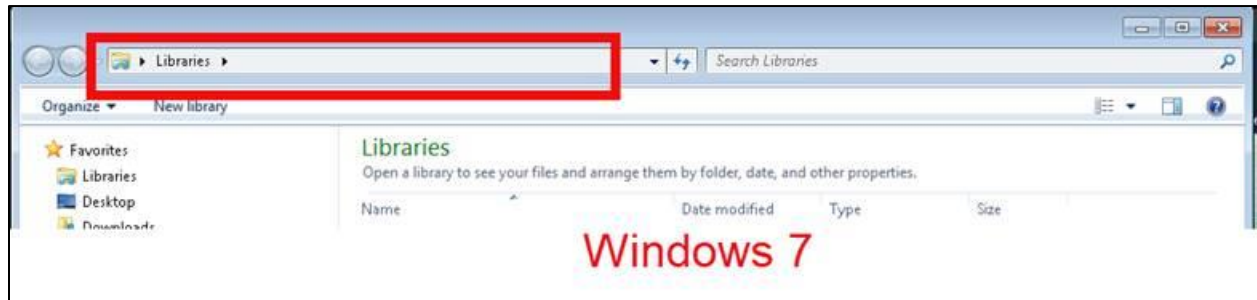 Libraries
Search Libraries
Organize
New library
Favorites
Libraries
Libraries
Open a library to see your files and arrange them by folder, date, and other properties.
Desktop
Name Date modified Type Size
Downloads
Windows 7